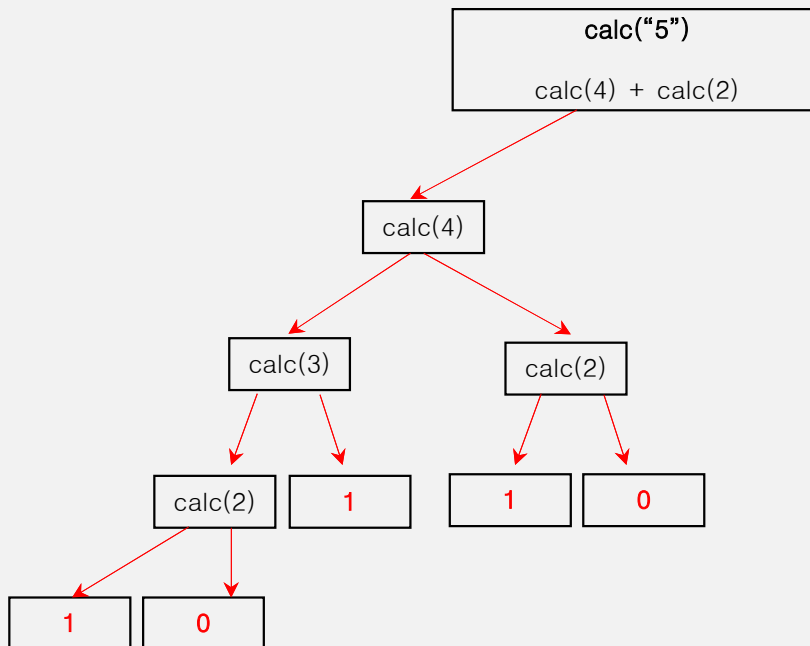 calc(“5”)
calc(4) + calc(2)
calc(4)
calc(3)
calc(2)
calc(2)
1
1
0
1
0